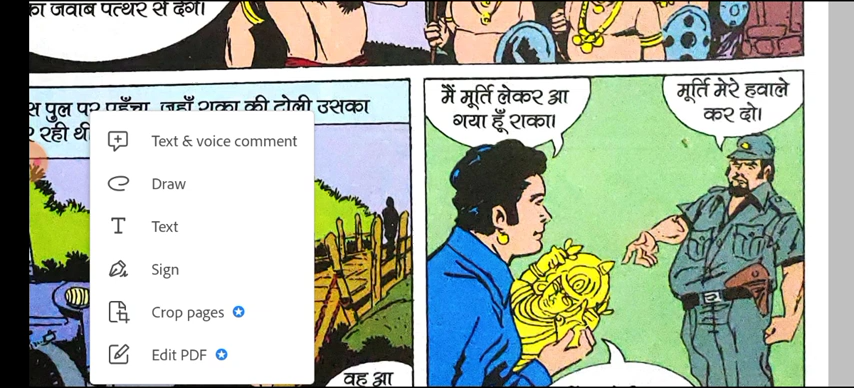 का जवाब पत्थर से देंगे।
पुल पर पहुँचा, जहाँ राका की टोली उसका
रही थी
Text & voice comment
Draw
Text
Sign
Crop pages
Edit PDF
मैं मूर्ति लेकर आ
गया हूँ राका।
मूर्ति मेरे हवाले
कर दो।
वह आ